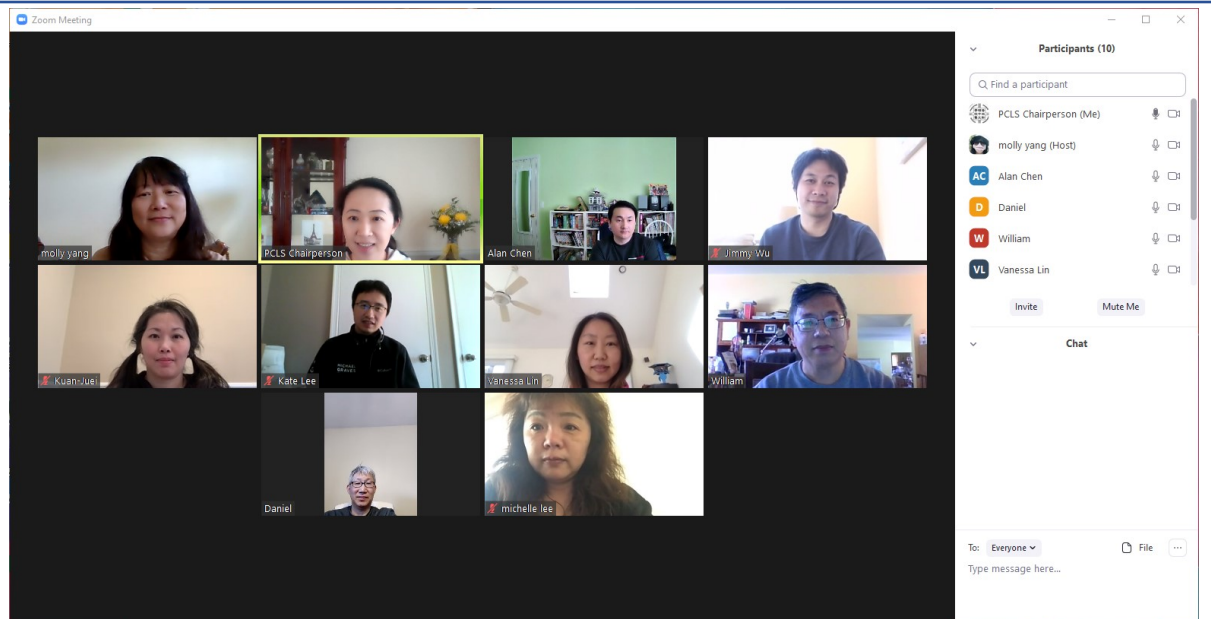 Zoom Meeting
molly yang
PCLS Chairperson
Alan Chen
Jimmy Wu
Kuan-Juei
Kate Lee
Vanessa Lin
William
Daniel
michelle lee
Participants (10)
Find a participant
PCLS Chairperson (Me)
molly yang (Host)
AC Alan Chen
D Daniel
W William
VL Vanessa Lin
Invite Mute Me
Chat
To: Everyone File
Type message here...